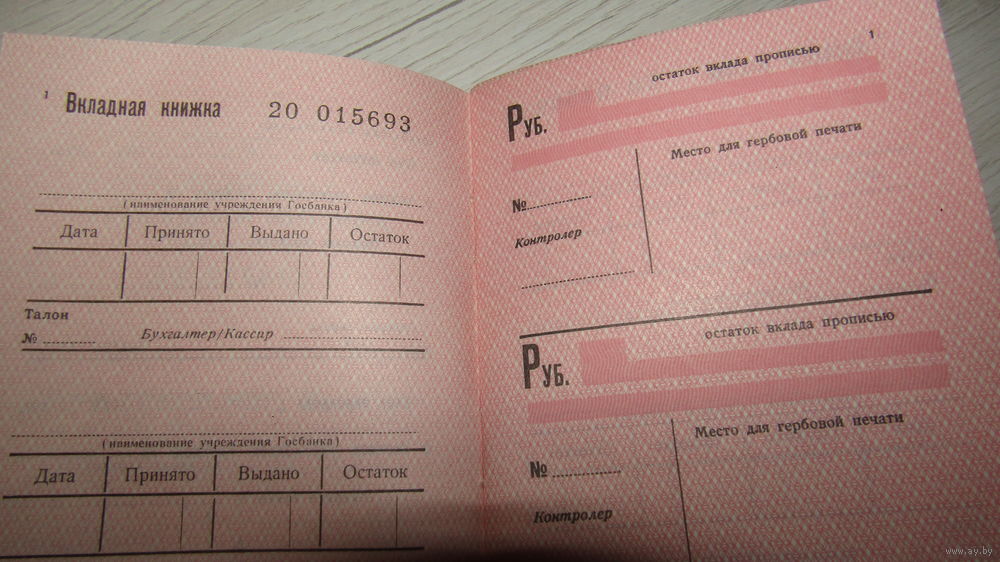 1
Вкладная книжка 20 015693
(наименование учреждения Госбанка)
Дата Принято Выдано Остаток
Талон
№ Бухгалтер/Кассир
(наименование учреждения Госбанка)
Дата Принято Выдано Остаток
1
остаток вклада прописью
Руб.
Место для гербовой печати
№
Контролер
остаток вклада прописью
Руб.
Место для гербовой печати
№
Контролер
www.ay.by